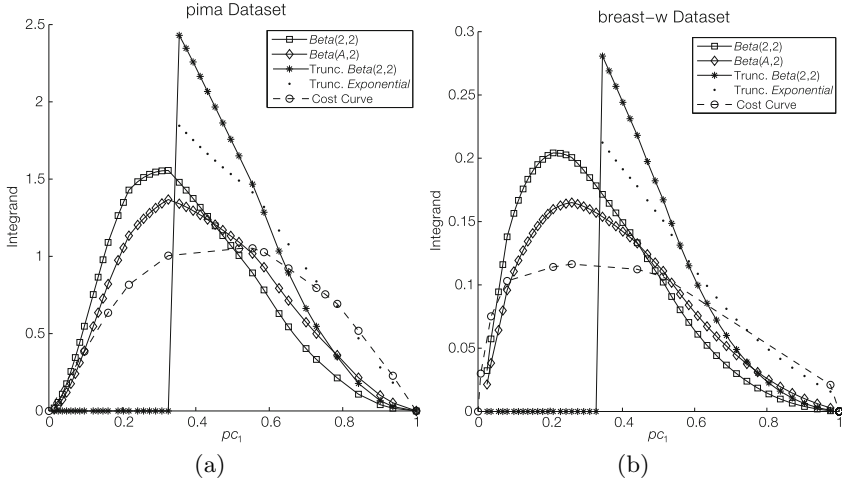 pima Dataset
2.5
2
1.5
1
0.5
0
Integrand
Beta(2,2)
Beta(A,2)
Trunc. Beta(2,2)
Trunc. Exponential
Cost Curve
0 0.2 0.4 0.6 0.8 1
pc1
(a)
breast-w Dataset
0.3
0.25
0.2
0.15
0.1
0.05
0
Integrand
Beta(2,2)
Beta(A,2)
Trunc. Beta(2,2)
Trunc. Exponential
Cost Curve
0 0.2 0.4 0.6 0.8 1
pc1
(b)